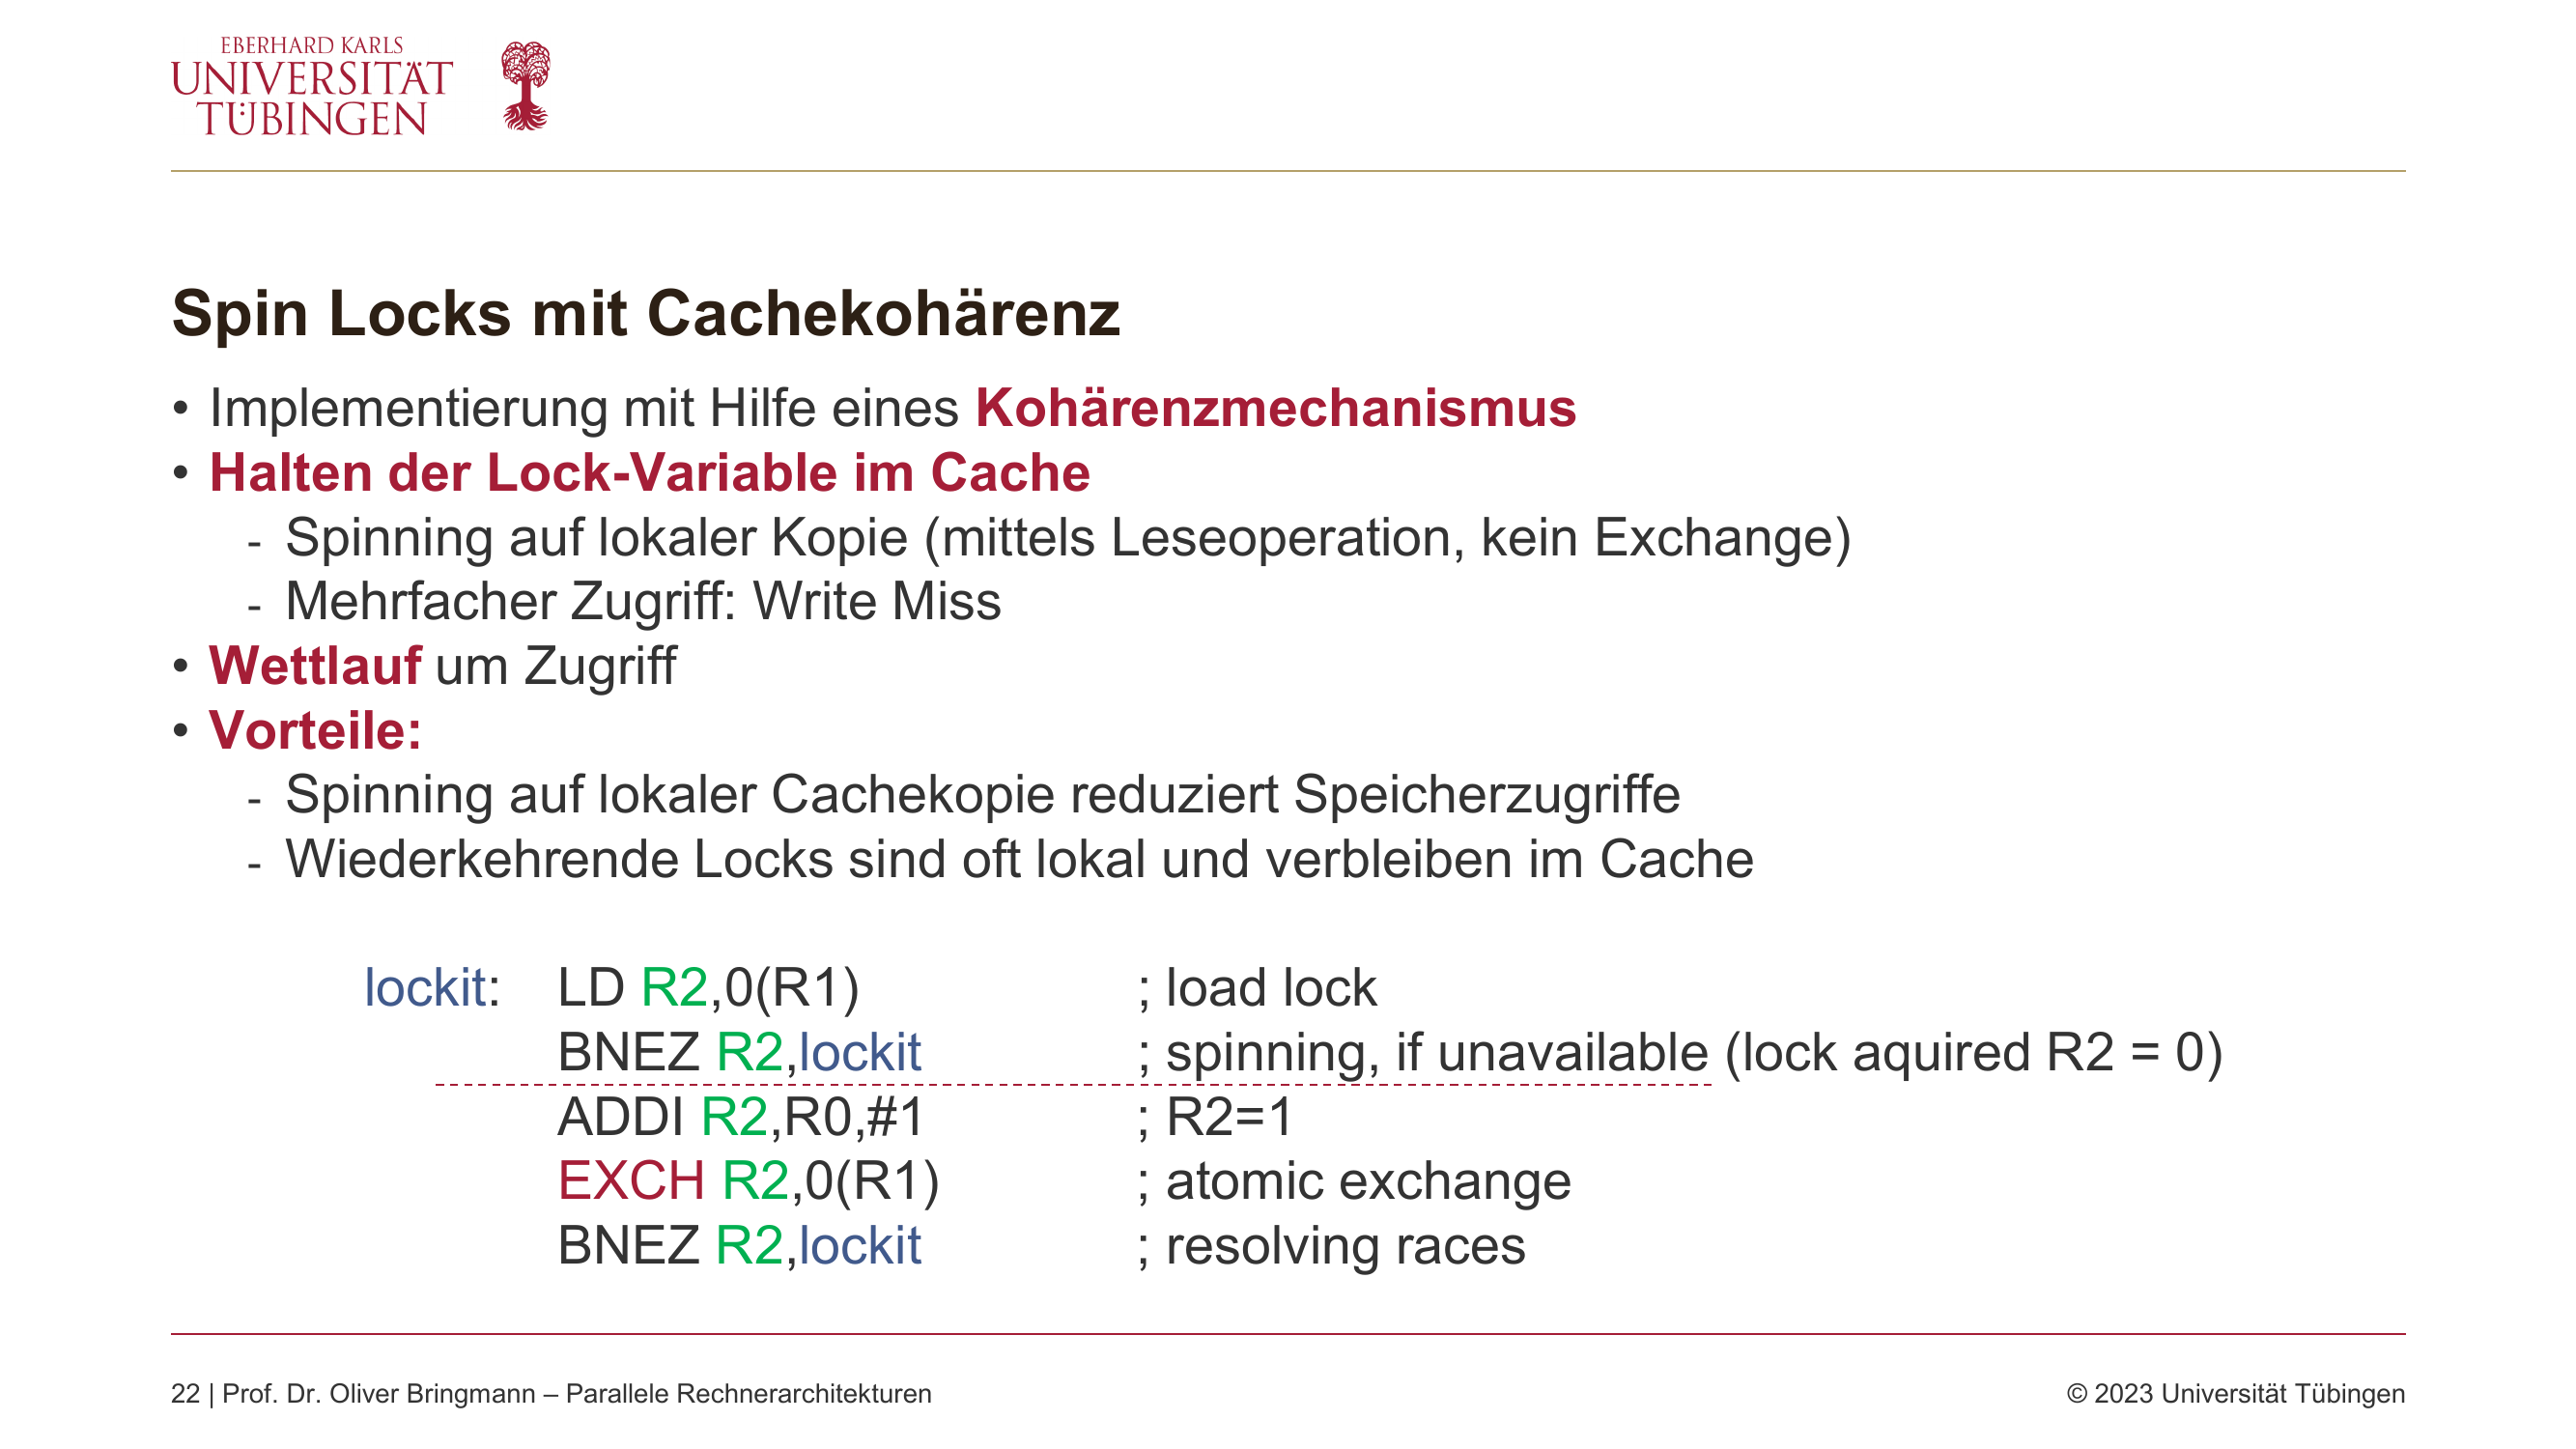 EBERHARD KARLS
UNIVERSITÄT
TÜBINGEN
Spin Locks mit Cachekohärenz
• Implementierung mit Hilfe eines Kohärenzmechanismus
• Halten der Lock-Variable im Cache
- Spinning auf lokaler Kopie (mittels Leseoperation, kein Exchange)
- Mehrfacher Zugriff: Write Miss
• Wettlauf um Zugriff
• Vorteile:
- Spinning auf lokaler Cachekopie reduziert Speicherzugriffe
- Wiederkehrende Locks sind oft lokal und verbleiben im Cache
lockit: LD R2,0(R1) ; load lock
BNEZ R2,lockit ; spinning, if unavailable (lock aquired R2 = 0)
ADDI R2,R0,#1 ; R2=1
EXCH R2,0(R1) ; atomic exchange
BNEZ R2,lockit ; resolving races
22 | Prof. Dr. Oliver Bringmann – Parallele Rechnerarchitekturen © 2023 Universität Tübingen